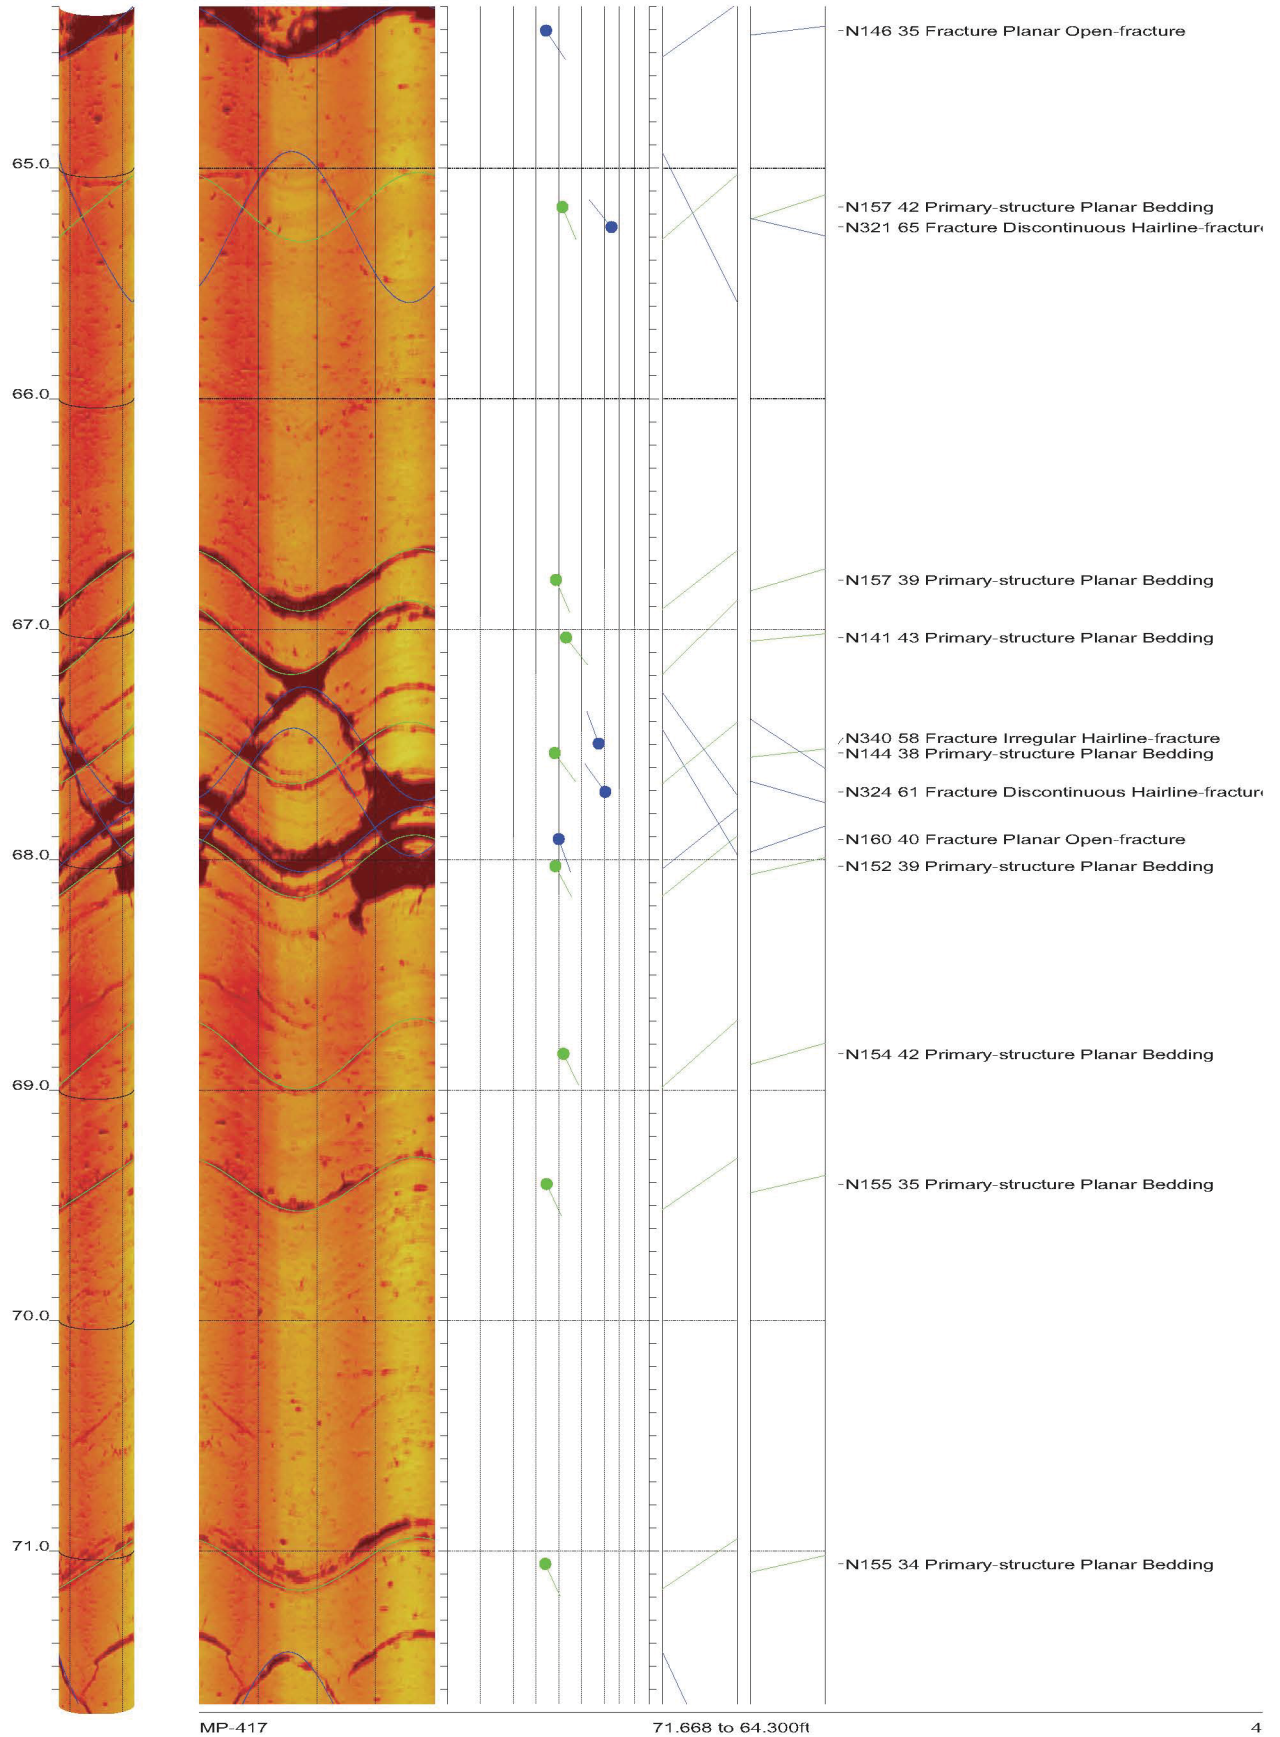 -N146 35 Fracture Planar Open-fracture
65.0
-N157 42 Primary-structure Planar Bedding
-N321 65 Fracture Discontinuous Hairline-fracture
66.0
-N157 39 Primary-structure Planar Bedding
67.0
-N141 43 Primary-structure Planar Bedding
N340 58 Fracture Irregular Hairline-fracture
-N144 38 Primary-structure Planar Bedding
-N324 61 Fracture Discontinuous Hairline-fracture
-N160 40 Fracture Planar Open-fracture
68.0
-N152 39 Primary-structure Planar Bedding
-N154 42 Primary-structure Planar Bedding
69.0
-N155 35 Primary-structure Planar Bedding
70.0
71.0
-N155 34 Primary-structure Planar Bedding
MP-417 71.668 to 64.300ft 4